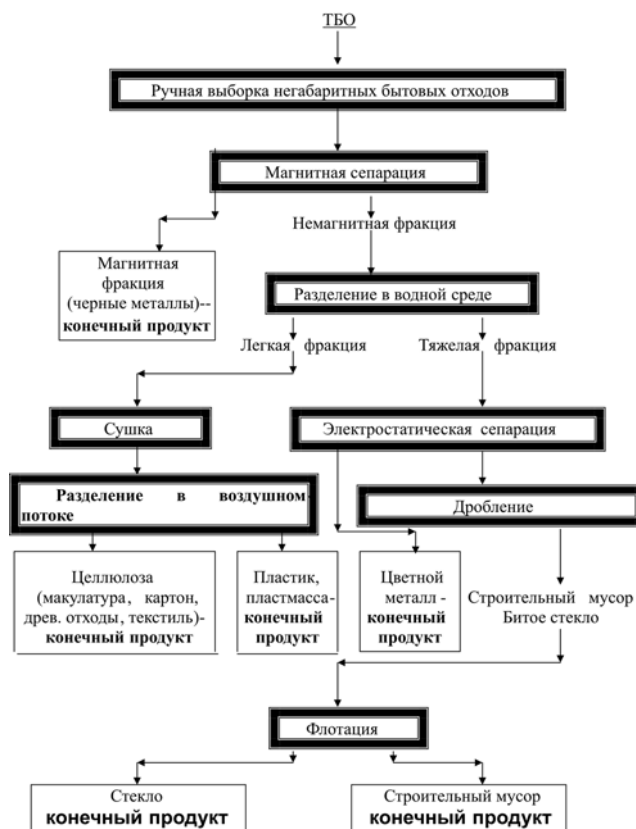 ТБО
Ручная выборка негабаритных бытовых отходов
Магнитная сепарация
Немагнитная фракция
Магнитная
фракция
(черные металлы)--
конечный продукт
Разделение в водной среде
Легкая фракция
Тяжелая фракция
Сушка
Электростатическая сепарация
Разделение в воздушном
потоке
Дробление
Целлюлоза
(макулатура, картон,
древ. отходы, текстиль)-
конечный продукт
Пластик,
пластмасса-
конечный
продукт
Цветной
металл -
конечный
продукт
Строительный мусор
Битое стекло
Флотация
Стекло
конечный продукт
Строительный мусор
конечный продукт